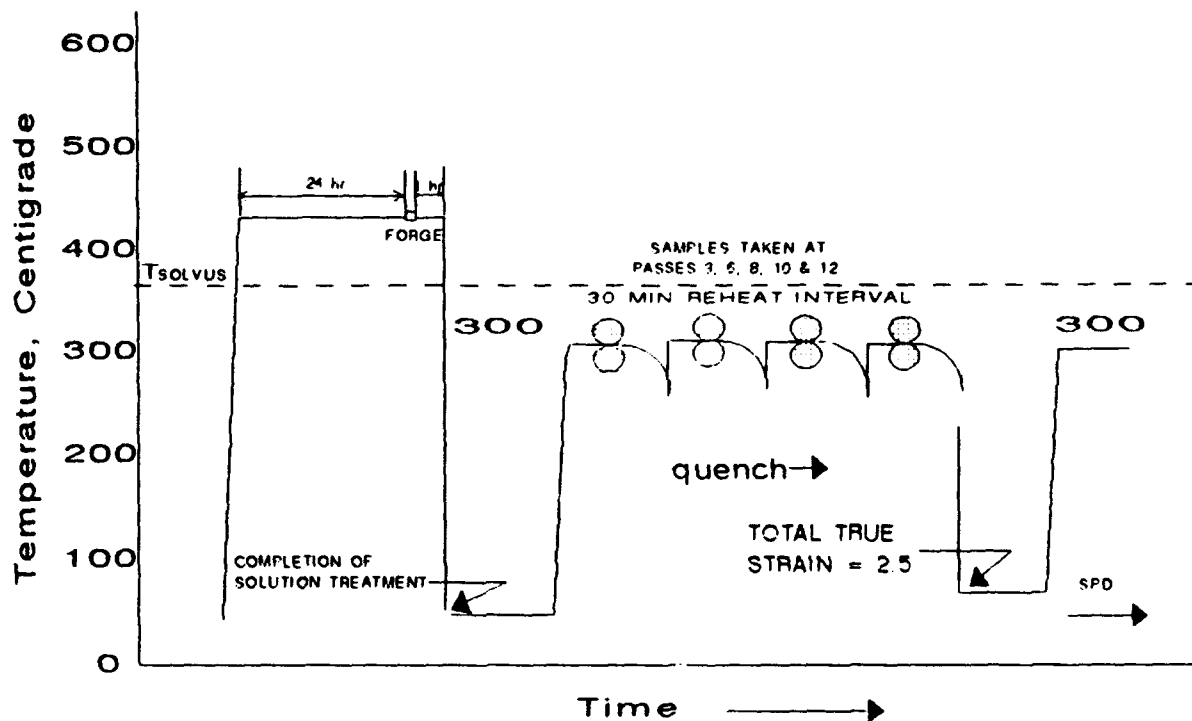 Temperature, Centigrade
600
500
400
300
200
100
0
24 hr
1 hr
FORGE
TSOLVUS
SAMPLES TAKEN AT
PASSES 3, 6, 8, 10 & 12
30 MIN REHEAT INTERVAL
300
300
quench
COMPLETION OF
SOLUTION TREATMENT
TOTAL TRUE
STRAIN = 2.5
SPD
Time